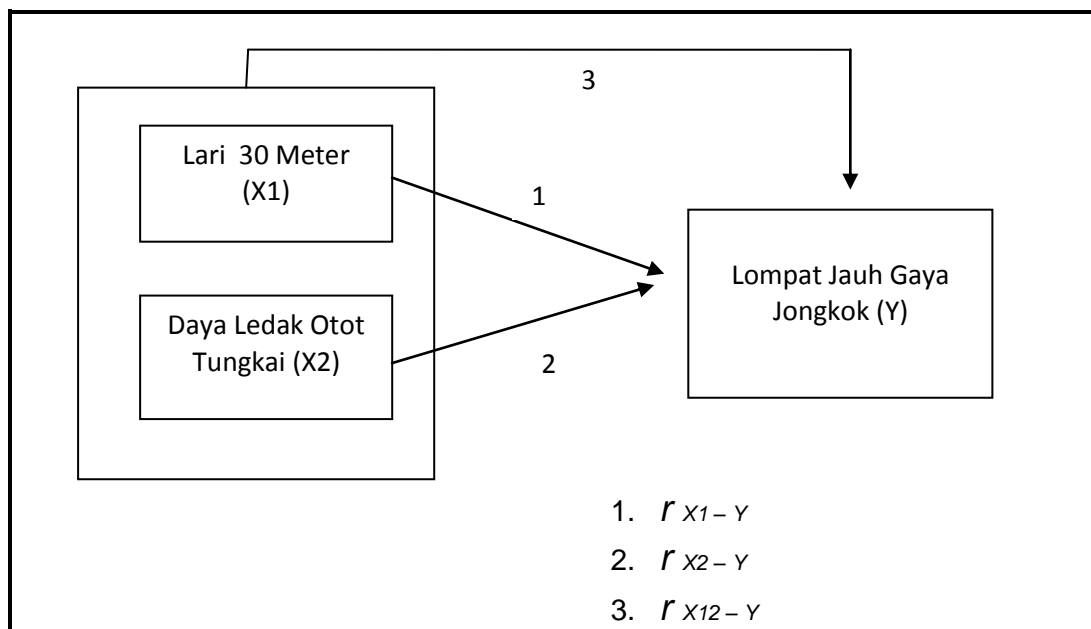 3
Lari 30 Meter
(X1)
1
Lompat Jauh Gaya
Jongkok (Y)
Daya Ledak Otot
Tungkai (X2)
2
1. r X1 – Y
2. r X2 – Y
3. r X12 – Y